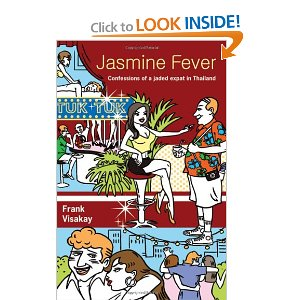 Click to LOOK INSIDE!
Jasmine Fever
Confessions of a jaded expat in Thailand
TUK-TUK
Frank
Visakay